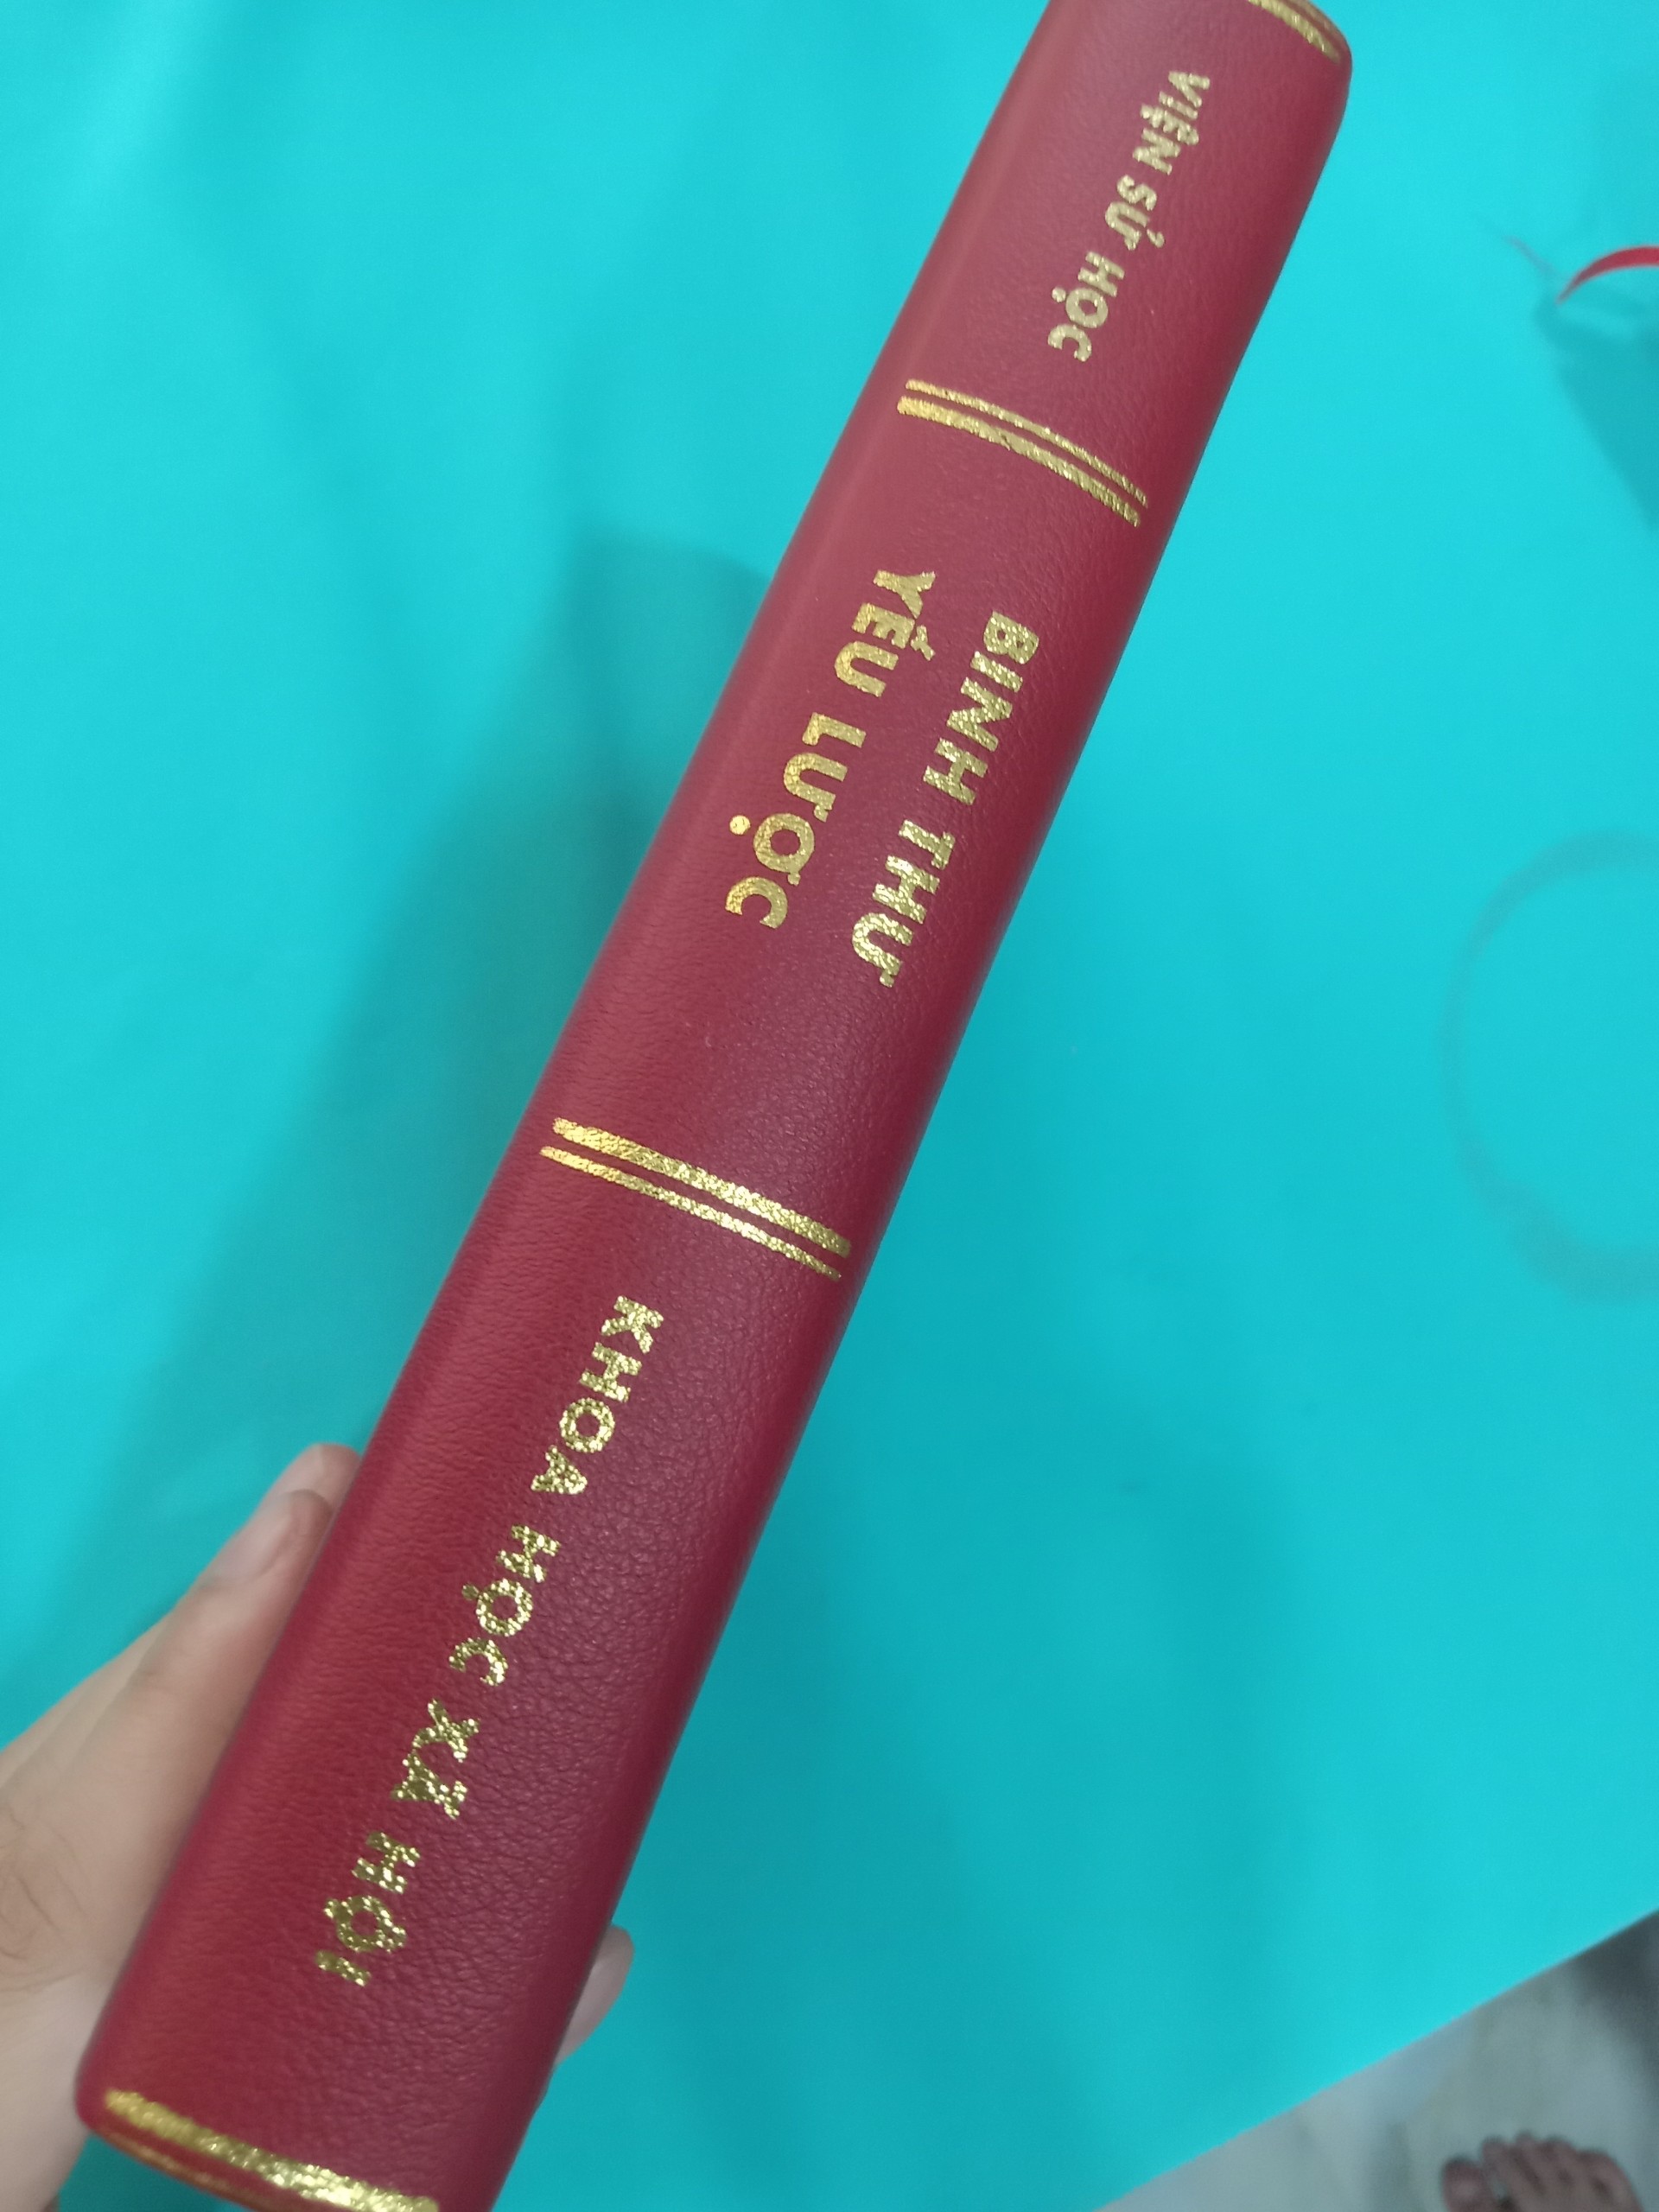 VIỆN SỬ HỌC
BINH THƯ
YẾU LƯỢC
KHOA HỌC XÃ HỘI